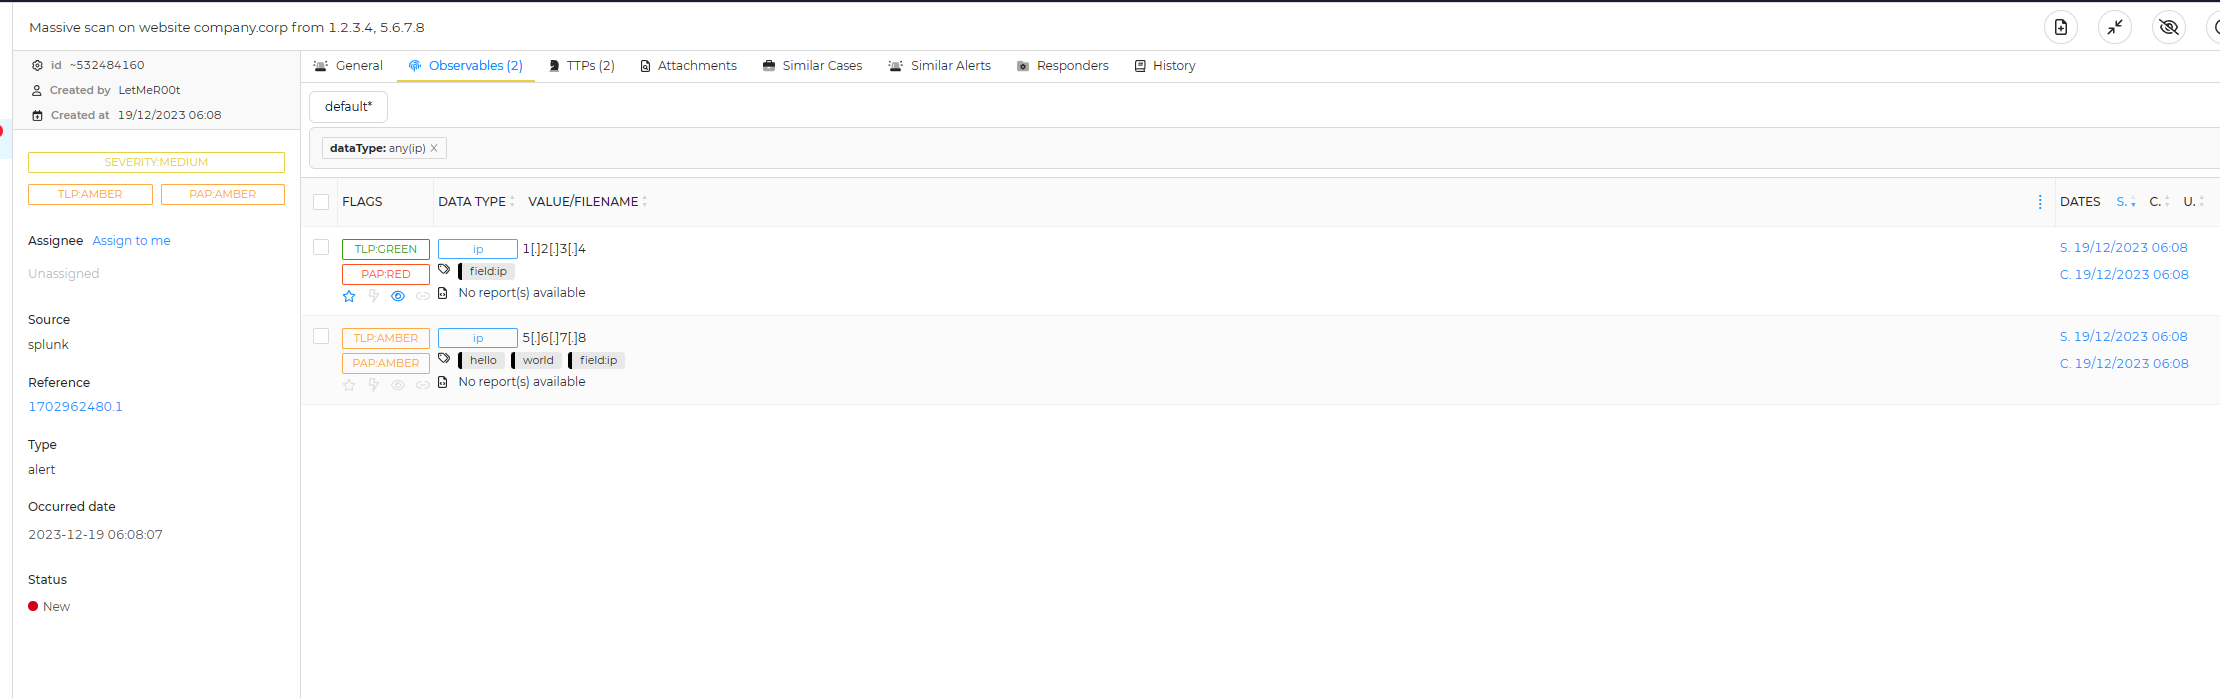 Massive scan on website company.corp from 1.2.3.4, 5.6.7.8
id ~532484160
Created by LetMeR00t
Created at 19/12/2023 06:08
SEVERITY:MEDIUM
TLP:AMBER PAP:AMBER
Assignee Assign to me
Unassigned
Source
splunk
Reference
1702962480.1
Type
alert
Occurred date
2023-12-19 06:08:07
Status
New
General Observables (2) TTPs (2) Attachments Similar Cases Similar Alerts Responders History
default*
dataType: any(ip)
FLAGS DATA TYPE VALUE/FILENAME DATES S. C. U.
TLP:GREEN ip 1[.]2[.]3[.]4 S. 19/12/2023 06:08
PAP:RED field:ip C. 19/12/2023 06:08
No report(s) available
TLP:AMBER ip 5[.]6[.]7[.]8 S. 19/12/2023 06:08
PAP:AMBER hello world field:ip C. 19/12/2023 06:08
No report(s) available